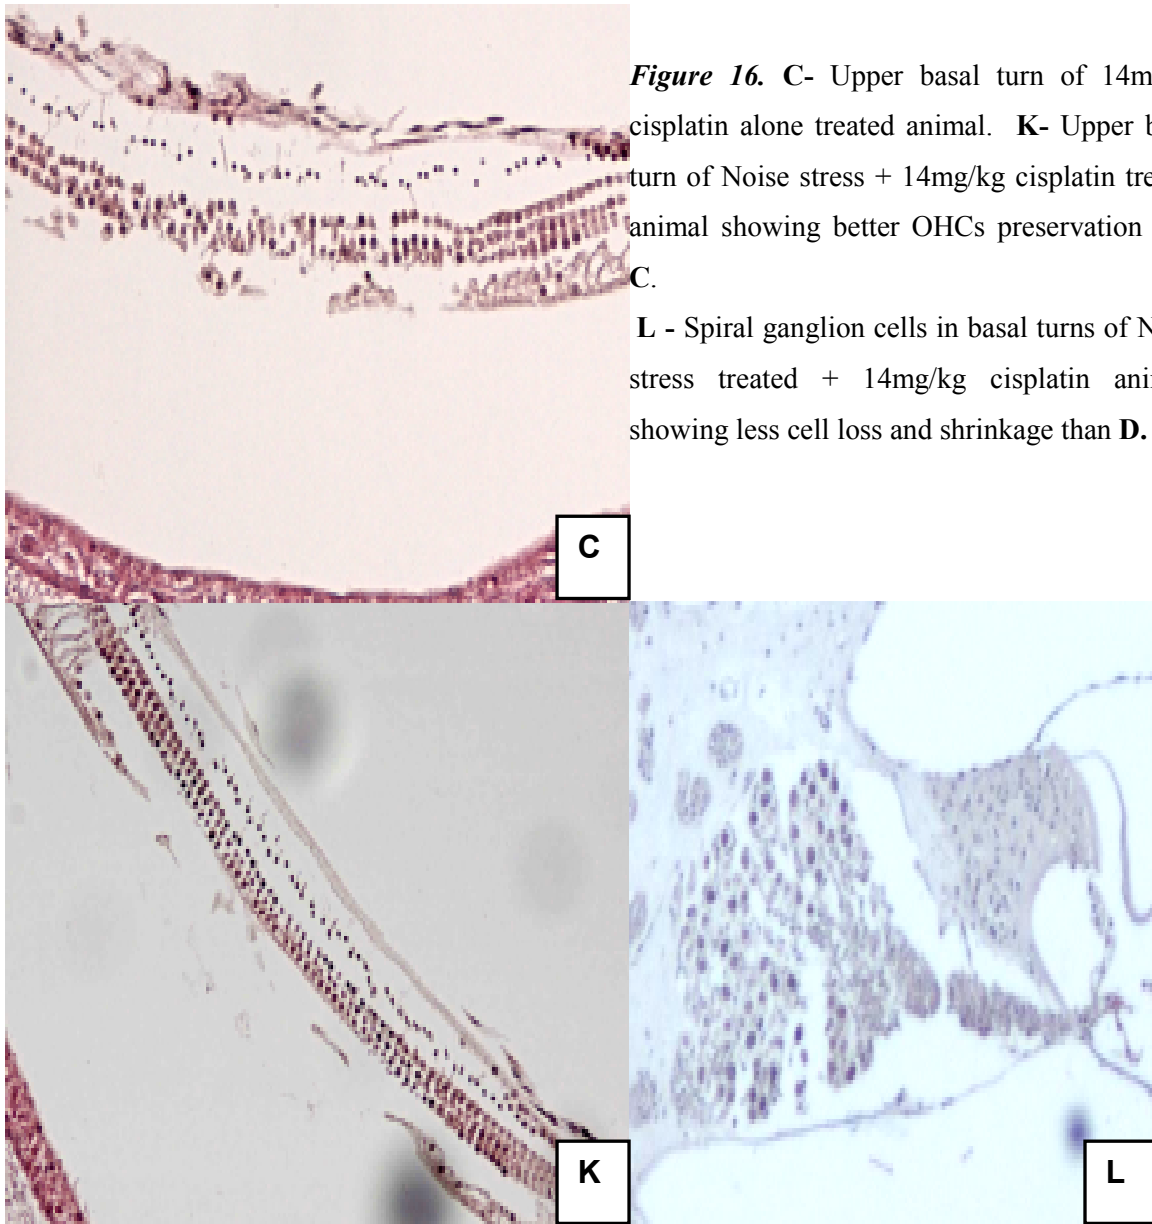 Figure 16. C- Upper basal turn of 14m
cisplatin alone treated animal. K- Upper b
turn of Noise stress + 14mg/kg cisplatin tre
animal showing better OHCs preservation
C.
L - Spiral ganglion cells in basal turns of N
stress treated + 14mg/kg cisplatin ani
showing less cell loss and shrinkage than D.
C
K
L